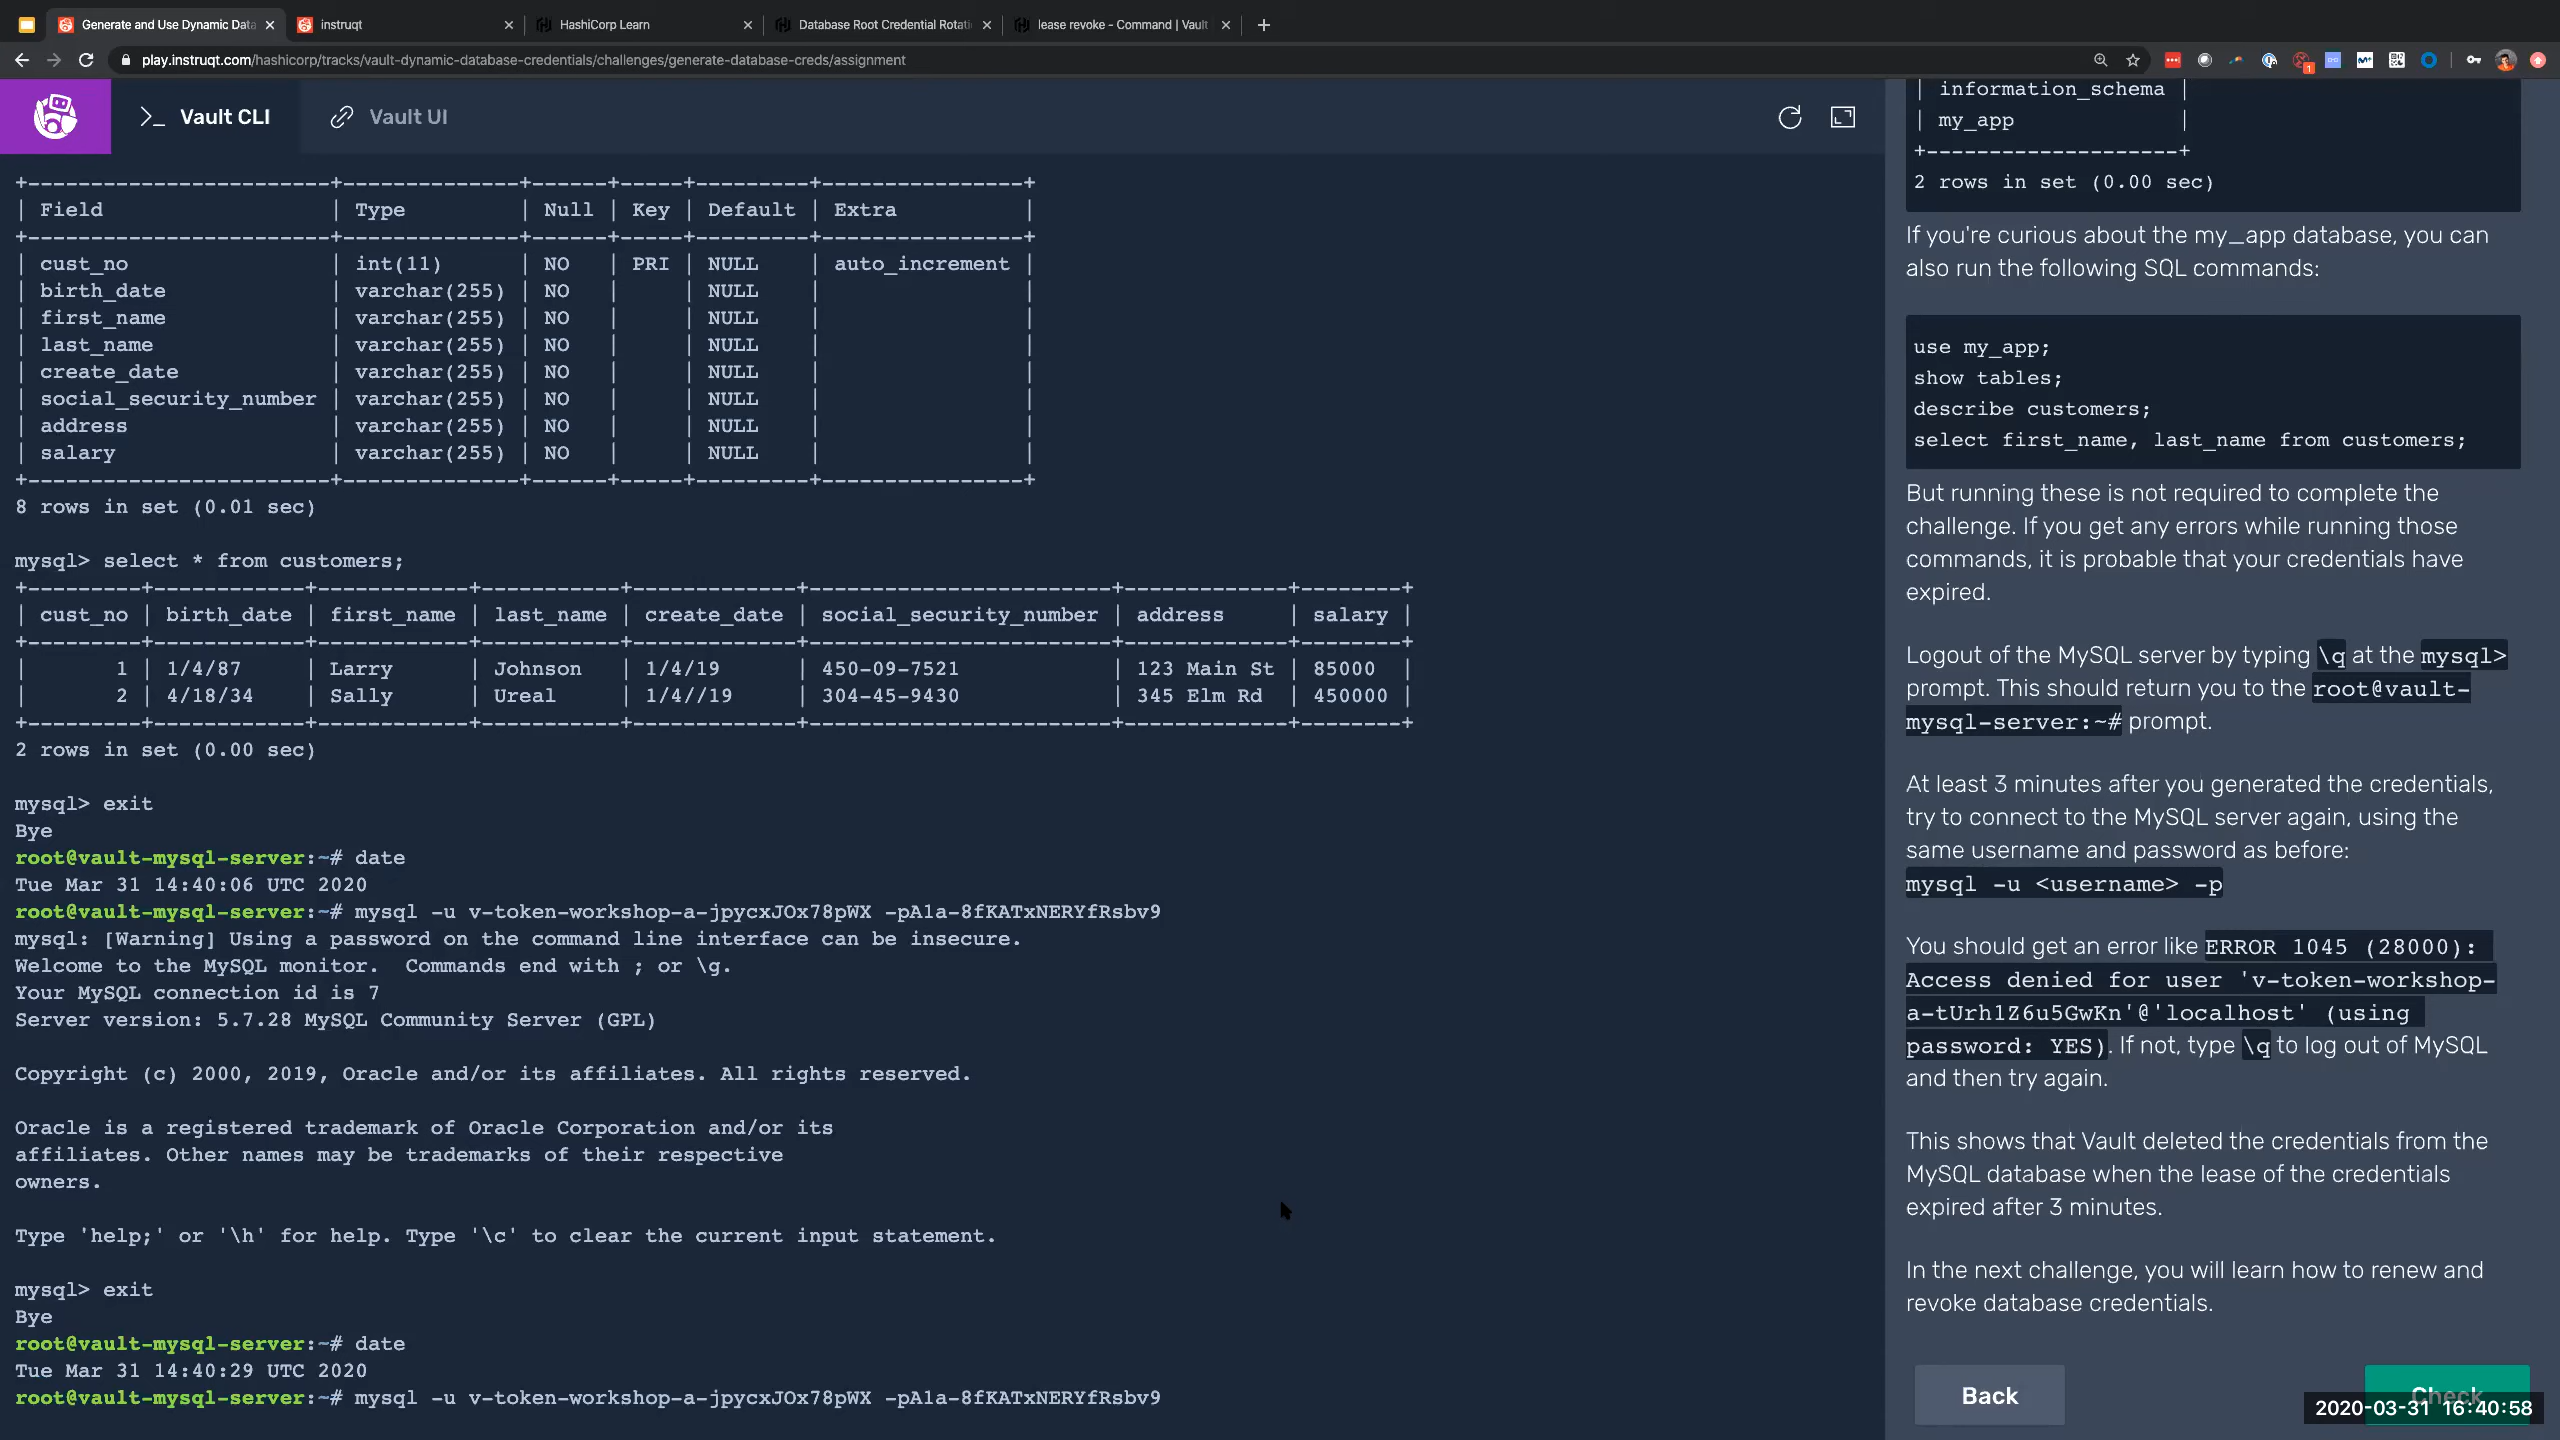 Generate and Use Dynamic Data
instruqt
HashiCorp Learn
Database Root Credential Rotati
lease revoke - Command | Vault
play.instruqt.com/hashicorp/tracks/vault-dynamic-database-credentials/challenges/generate-database-creds/assignment
>_ Vault CLI
Vault UI
+------------------------+--------------+------+-----+---------+----------------+
| Field                  | Type         | Null | Key | Default | Extra          |
+------------------------+--------------+------+-----+---------+----------------+
| cust_no                | int(11)      | NO   | PRI | NULL    | auto_increment |
| birth_date             | varchar(255) | NO   |     | NULL    |                |
| first_name             | varchar(255) | NO   |     | NULL    |                |
| last_name              | varchar(255) | NO   |     | NULL    |                |
| create_date            | varchar(255) | NO   |     | NULL    |                |
| social_security_number | varchar(255) | NO   |     | NULL    |                |
| address                | varchar(255) | NO   |     | NULL    |                |
| salary                 | varchar(255) | NO   |     | NULL    |                |
+------------------------+--------------+------+-----+---------+----------------+
8 rows in set (0.01 sec)
mysql> select * from customers;
+---------+------------+------------+-----------+-------------+------------------------+-------------+--------+
| cust_no | birth_date | first_name | last_name | create_date | social_security_number | address     | salary |
+---------+------------+------------+-----------+-------------+------------------------+-------------+--------+
|       1 | 1/4/87     | Larry      | Johnson   | 1/4/19      | 450-09-7521            | 123 Main St | 85000  |
|       2 | 4/18/34    | Sally      | Ureal     | 1/4//19     | 304-45-9430            | 345 Elm Rd  | 450000 |
+---------+------------+------------+-----------+-------------+------------------------+-------------+--------+
2 rows in set (0.00 sec)
mysql> exit
Bye
root@vault-mysql-server:~# date
Tue Mar 31 14:40:06 UTC 2020
root@vault-mysql-server:~# mysql -u v-token-workshop-a-jpycxJOx78pWX -pA1a-8fKATxNERYfRsbv9
mysql: [Warning] Using a password on the command line interface can be insecure.
Welcome to the MySQL monitor.  Commands end with ; or \g.
Your MySQL connection id is 7
Server version: 5.7.28 MySQL Community Server (GPL)
Copyright (c) 2000, 2019, Oracle and/or its affiliates. All rights reserved.
Oracle is a registered trademark of Oracle Corporation and/or its
affiliates. Other names may be trademarks of their respective
owners.
Type 'help;' or '\h' for help. Type '\c' to clear the current input statement.
mysql> exit
Bye
root@vault-mysql-server:~# date
Tue Mar 31 14:40:29 UTC 2020
root@vault-mysql-server:~# mysql -u v-token-workshop-a-jpycxJOx78pWX -pA1a-8fKATxNERYfRsbv9
| information_schema |
| my_app             |
+--------------------+
2 rows in set (0.00 sec)
If you're curious about the my_app database, you can
also run the following SQL commands:
use my_app;
show tables;
describe customers;
select first_name, last_name from customers;
But running these is not required to complete the
challenge. If you get any errors while running those
commands, it is probable that your credentials have
expired.
Logout of the MySQL server by typing \q at the mysql>
prompt. This should return you to the root@vault-
mysql-server:~# prompt.
At least 3 minutes after you generated the credentials,
try to connect to the MySQL server again, using the
same username and password as before:
mysql -u <username> -p
You should get an error like ERROR 1045 (28000):
Access denied for user 'v-token-workshop-
a-tUrh1Z6u5GwKn'@'localhost' (using
password: YES). If not, type \q to log out of MySQL
and then try again.
This shows that Vault deleted the credentials from the
MySQL database when the lease of the credentials
expired after 3 minutes.
In the next challenge, you will learn how to renew and
revoke database credentials.
Back
Check
2020-03-31 16:40:58